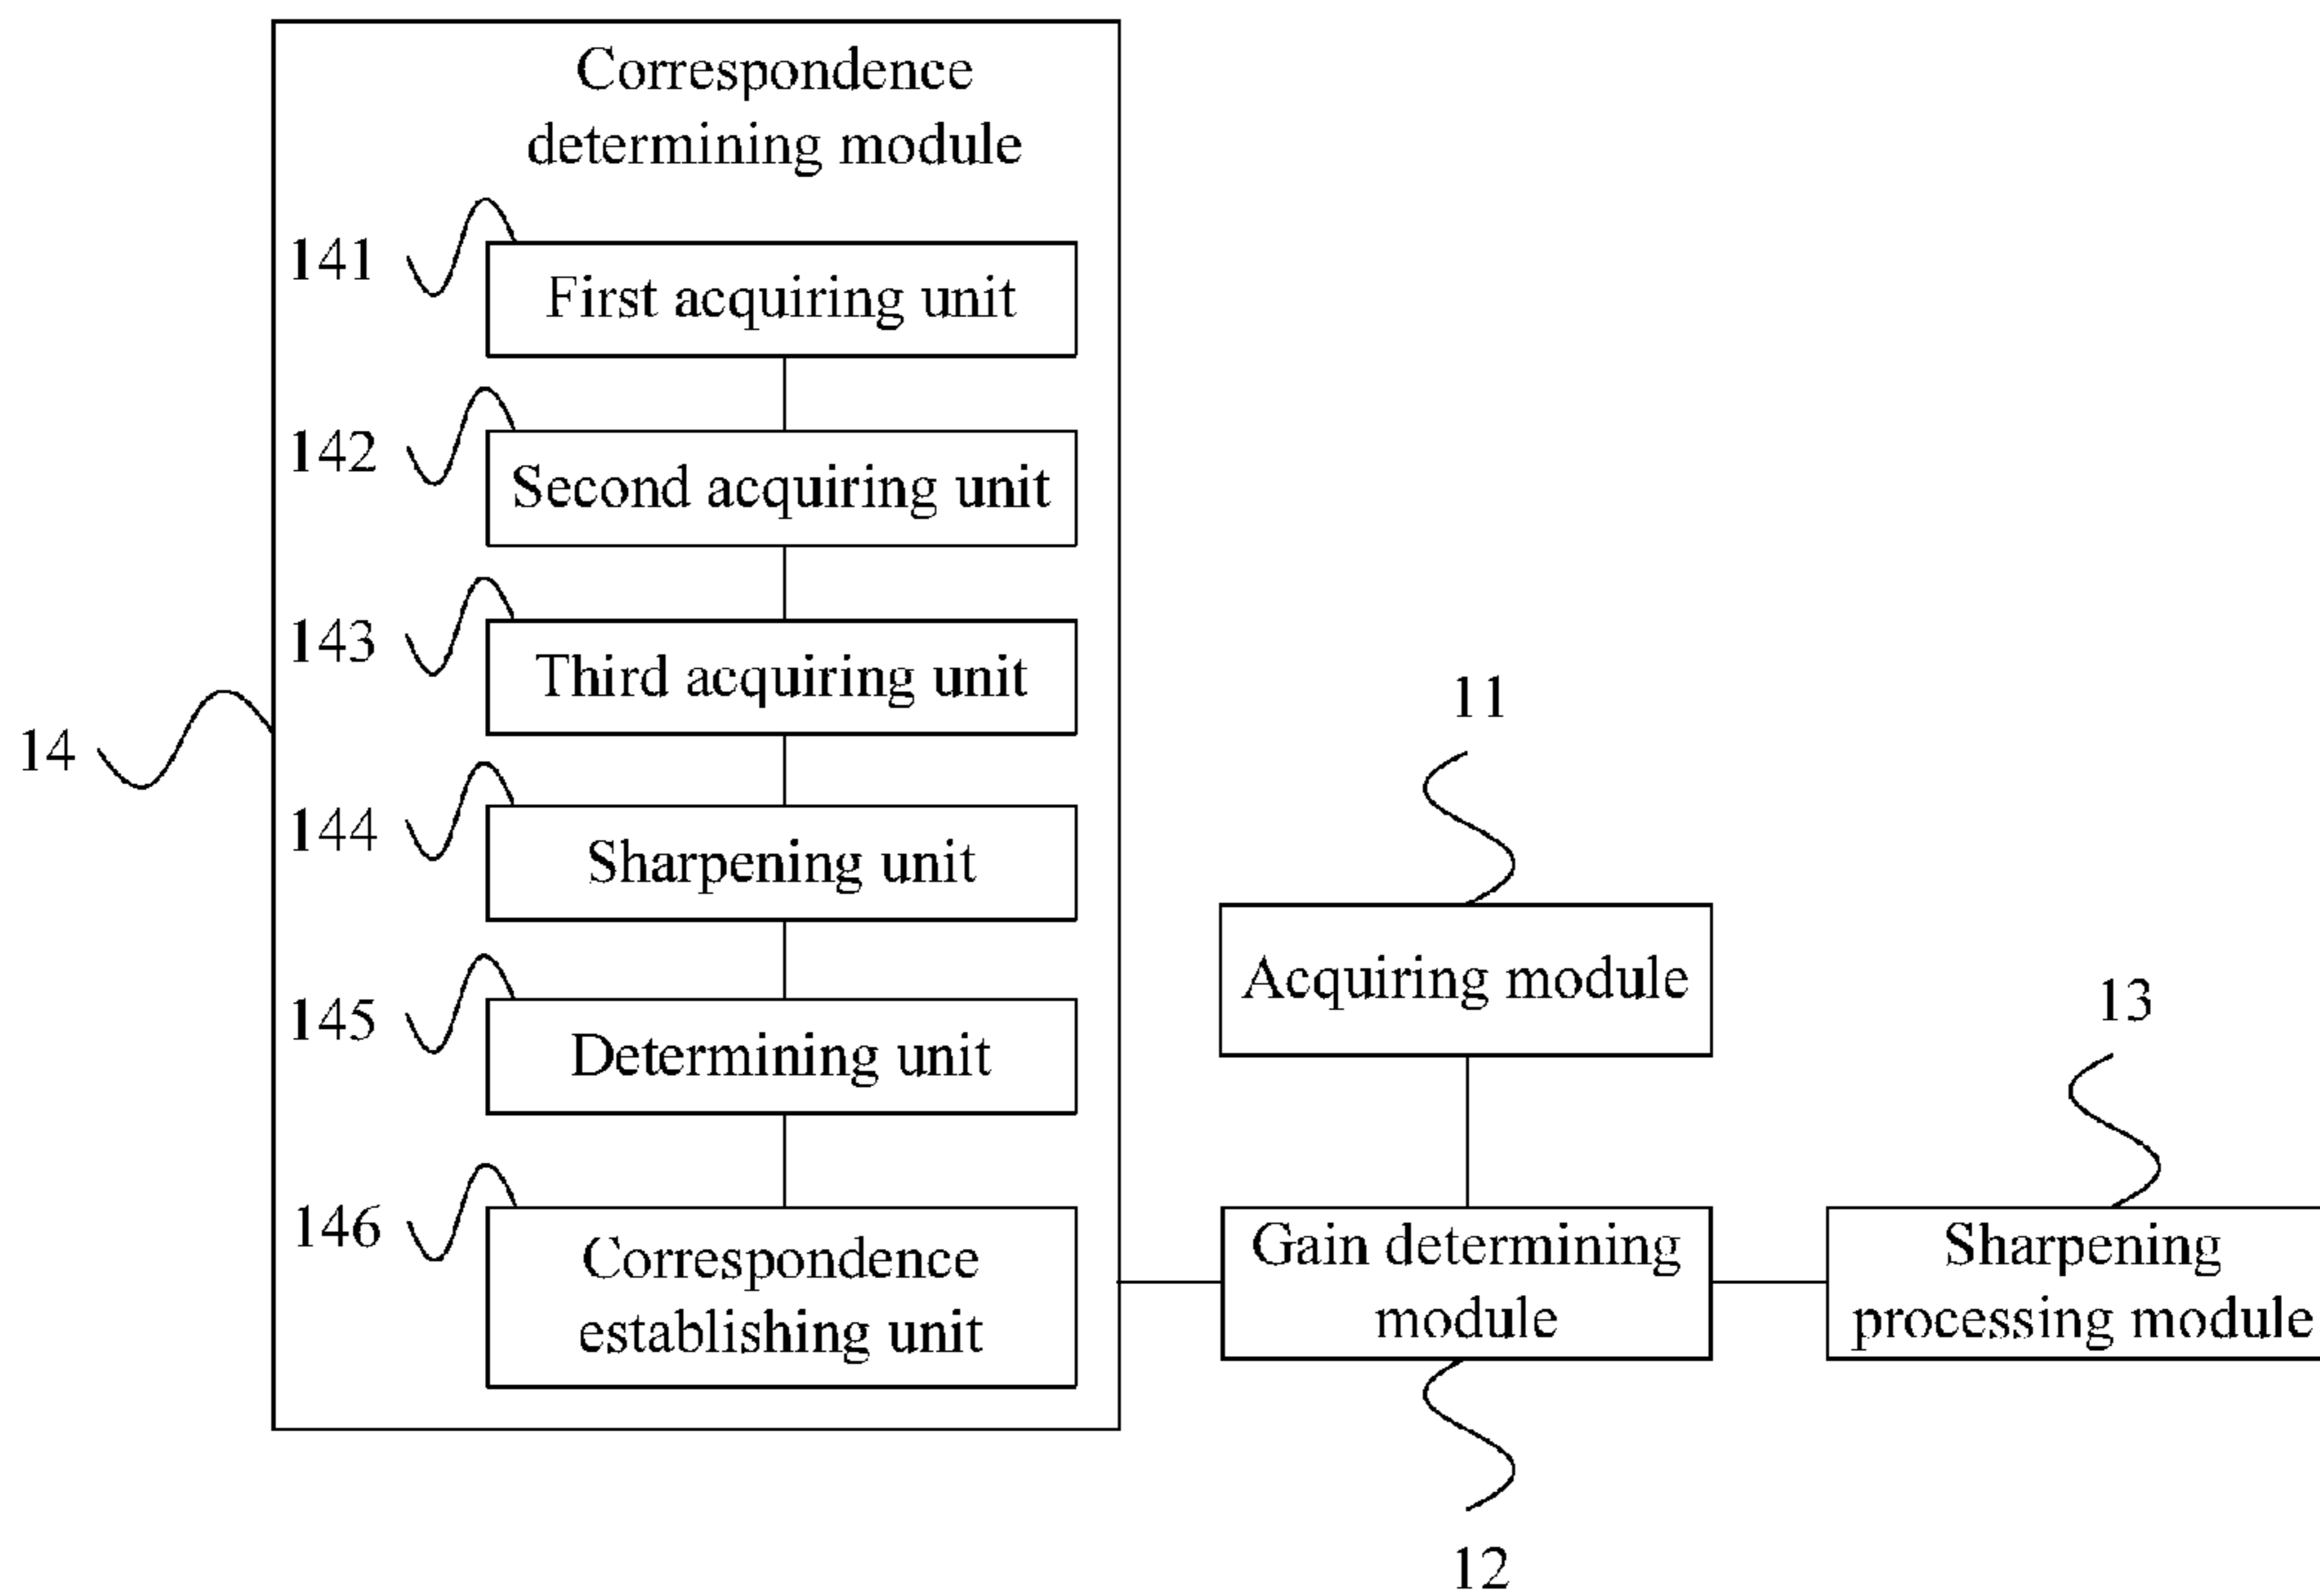 Correspondence
determining module
141
First acquiring unit
142
Second acquiring unit
143
Third acquiring unit
14
144
Sharpening unit
145
Determining unit
146
Correspondence
establishing unit
11
Acquiring module
13
Gain determining
module
Sharpening
processing module
12